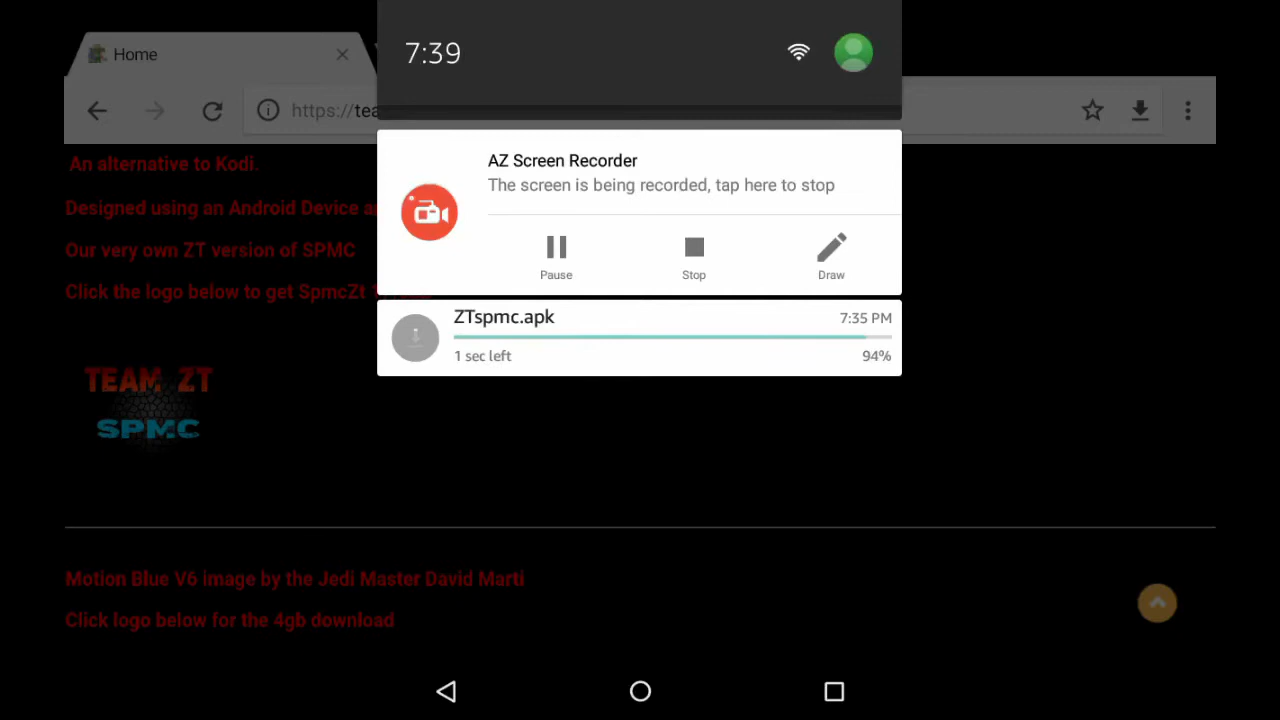 7:39
Home
https://tea
AZ Screen Recorder
The screen is being recorded, tap here to stop
Pause
Stop
Draw
ZTspmc.apk
7:35 PM
1 sec left
94%
An alternative to Kodi.
Designed using an Android Device
Our very own ZT version of SPMC
Click the logo below to get SpmcZt
TEAM ZT
SPMC
Motion Blue V6 image by the Jedi Master David Marti
Click logo below for the 4gb download